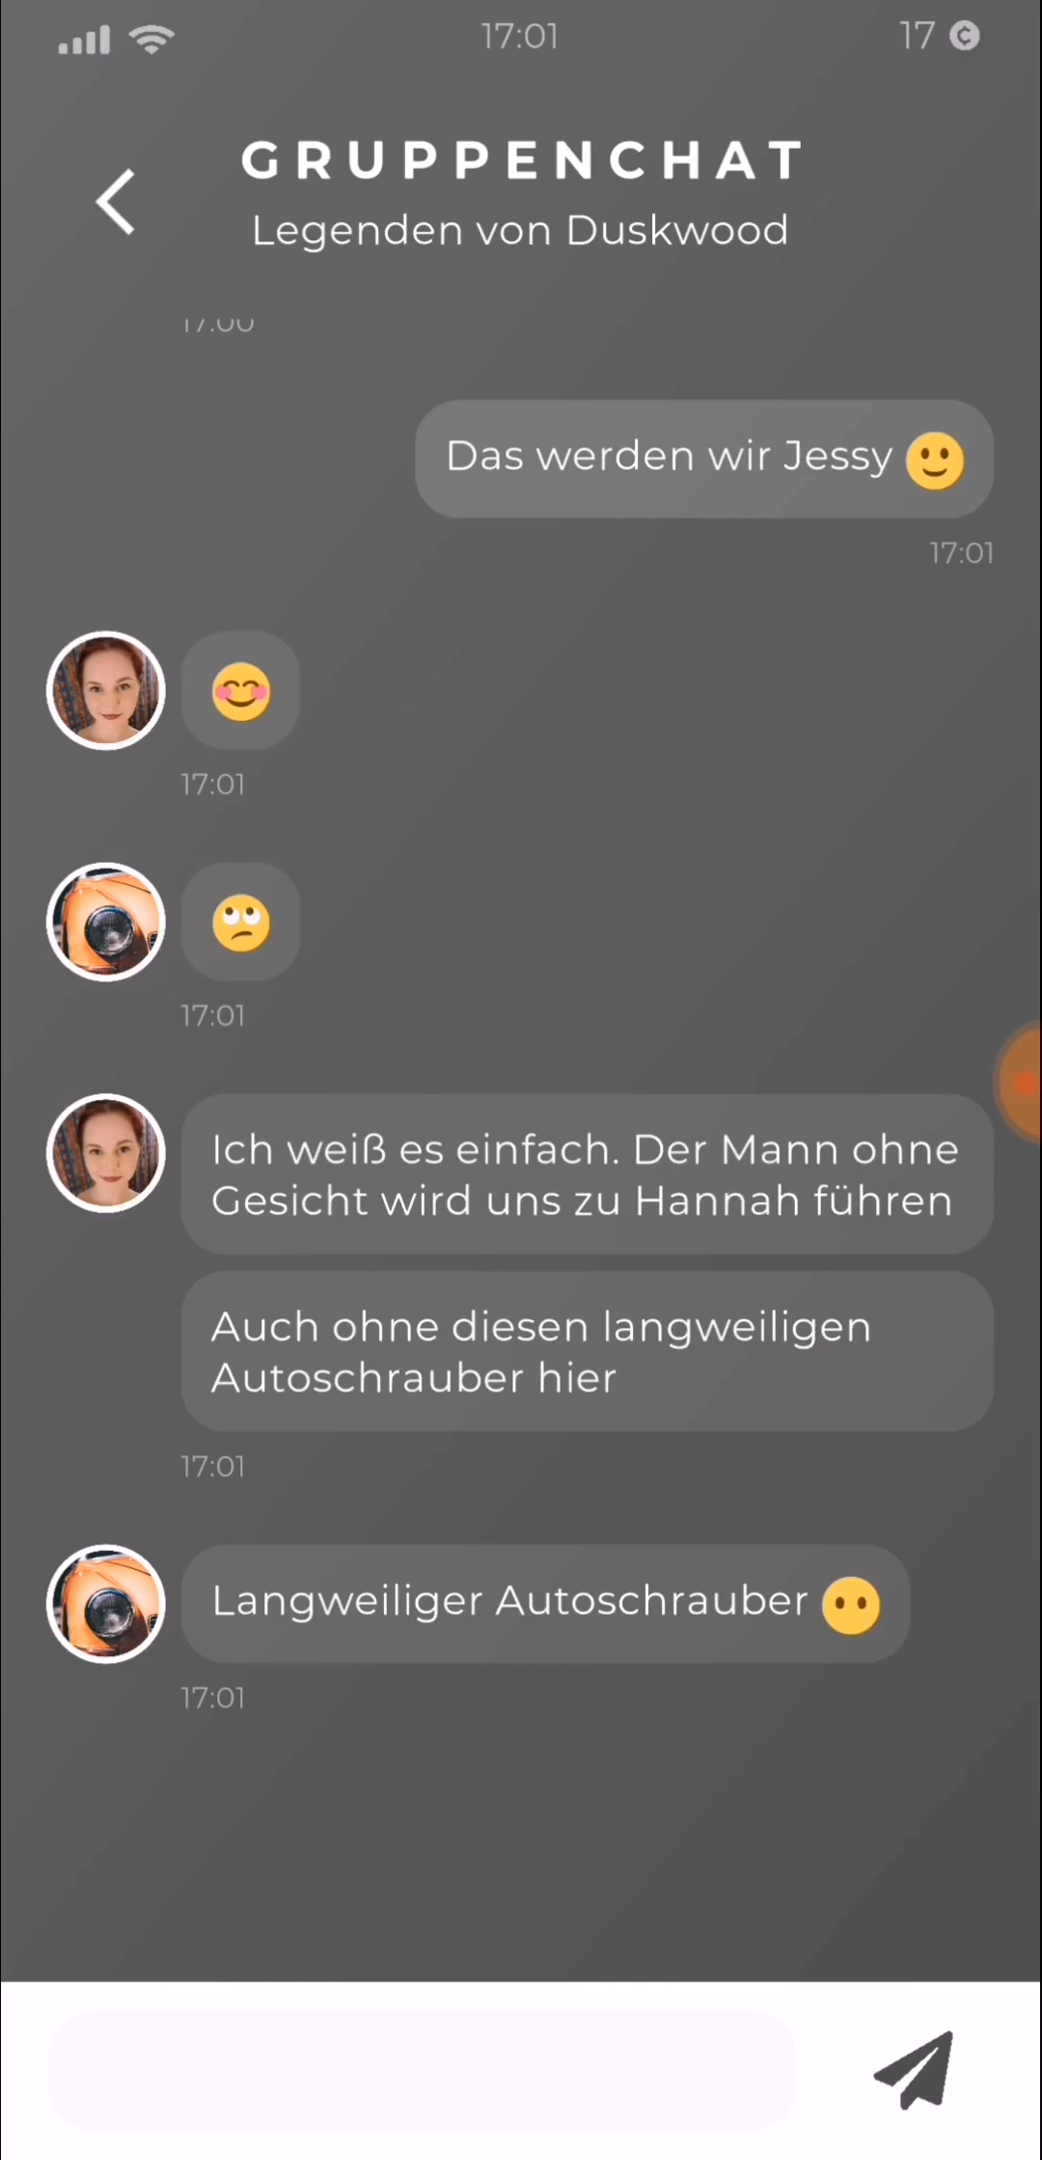 17:01
17
GRUPPENCHAT
Legenden von Duskwood
17:00
Das werden wir Jessy 🙂
17:01
😊
17:01
🙄
17:01
Ich weiß es einfach. Der Mann ohne
Gesicht wird uns zu Hannah führen
Auch ohne diesen langweiligen
Autoschrauber hier
17:01
Langweiliger Autoschrauber 😶
17:01